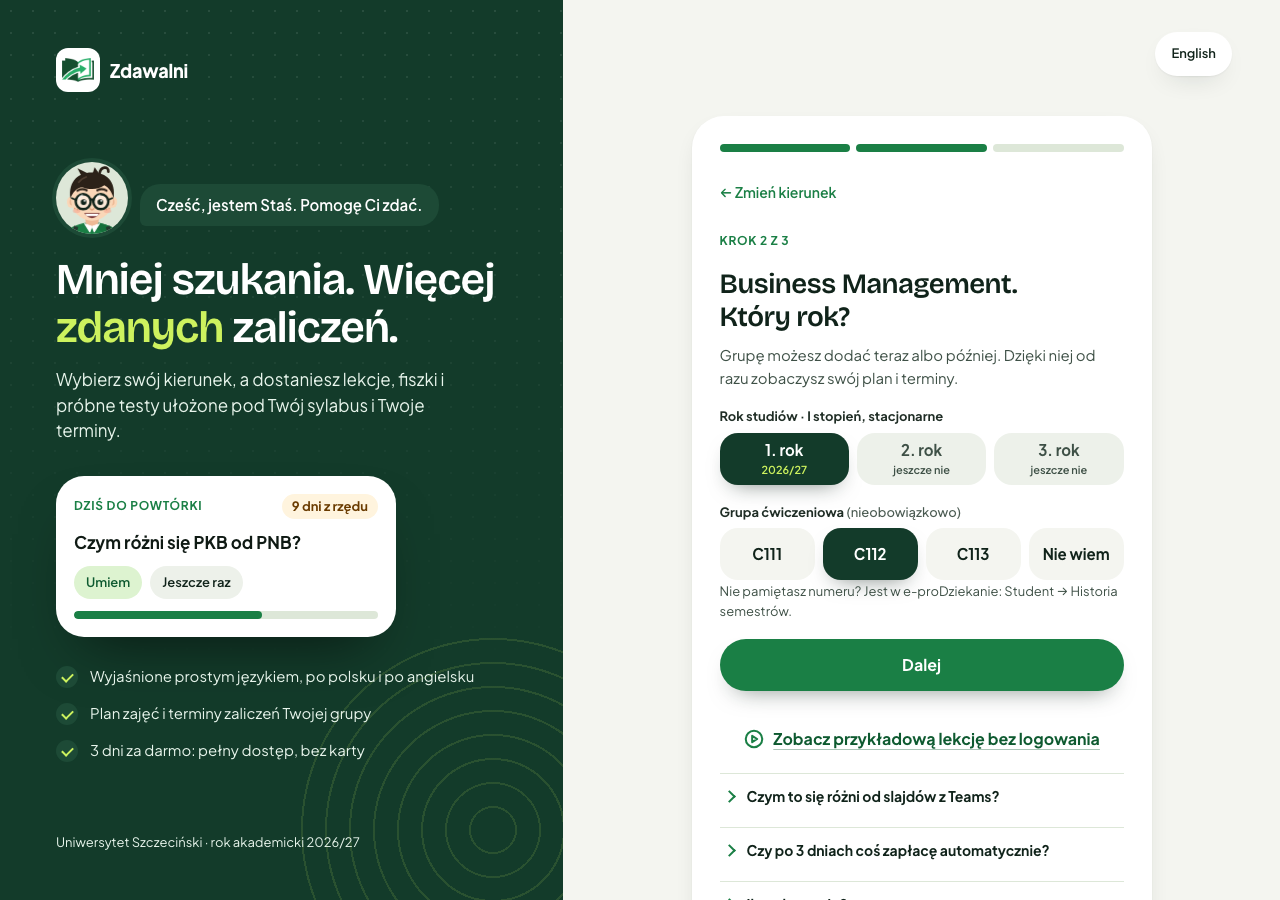 Zdawalni
Cześć, jestem Staś. Pomogę Ci zdać.
Mniej szukania. Więcej
zdanych zaliczeń.
Wybierz swój kierunek, a dostaniesz lekcje, fiszki i
próbne testy ułożone pod Twój sylabus i Twoje
terminy.
DZIŚ DO POWTÓRKI
9 dni z rzędu
Czym różni się PKB od PNB?
Umiem
Jeszcze raz
Wyjaśnione prostym językiem, po polsku i po angielsku
Plan zajęć i terminy zaliczeń Twojej grupy
3 dni za darmo: pełny dostęp, bez karty
Uniwersytet Szczeciński · rok akademicki 2026/27
English
← Zmień kierunek
KROK 2 Z 3
Business Management.
Który rok?
Grupę możesz dodać teraz albo później. Dzięki niej od
razu zobaczysz swój plan i terminy.
Rok studiów · I stopień, stacjonarne
1. rok
2026/27
2. rok
jeszcze nie
3. rok
jeszcze nie
Grupa ćwiczeniowa (nieobowiązkowo)
C111
C112
C113
Nie wiem
Nie pamiętasz numeru? Jest w e-proDziekanie: Student → Historia
semestrów.
Dalej
Zobacz przykładową lekcję bez logowania
Czym to się różni od slajdów z Teams?
Czy po 3 dniach coś zapłacę automatycznie?